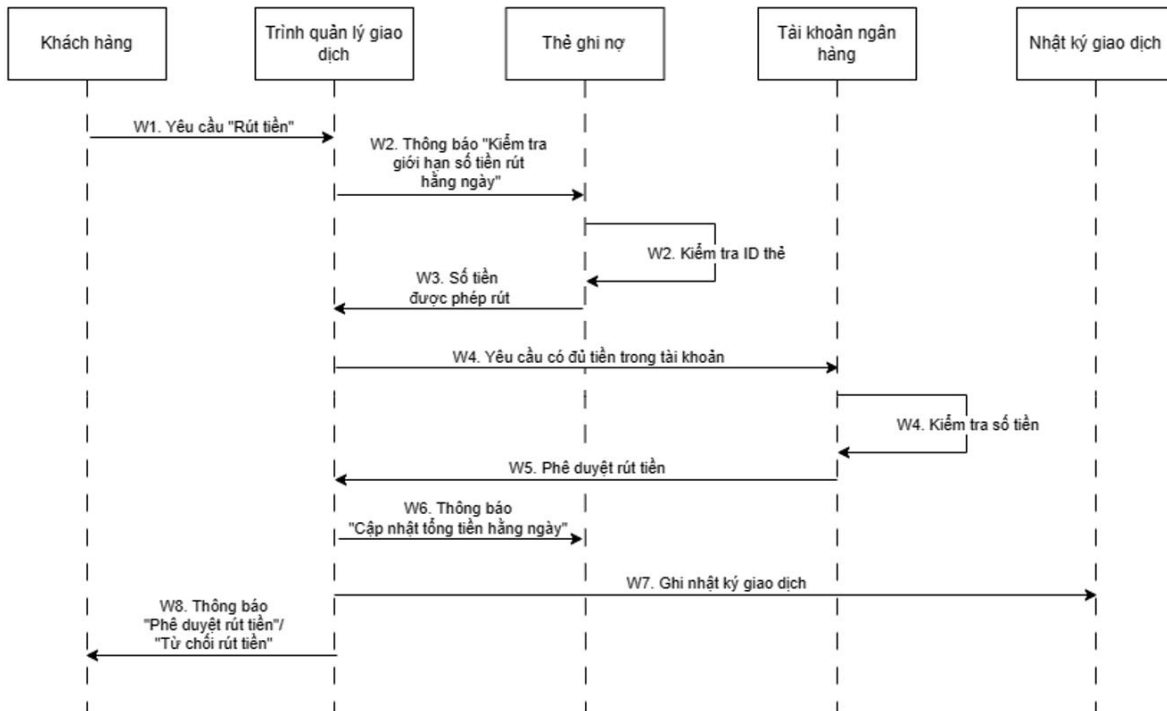 Khách hàng
Trình quản lý giao
dịch
Thẻ ghi nợ
Tài khoản ngân
hàng
Nhật ký giao dịch
W1. Yêu cầu "Rút tiền"
W2. Thông báo "Kiểm tra
giới hạn số tiền rút
hằng ngày"
W2. Kiểm tra ID thẻ
W3. Số tiền
được phép rút
W4. Yêu cầu có đủ tiền trong tài khoản
W4. Kiểm tra số tiền
W5. Phê duyệt rút tiền
W6. Thông báo
"Cập nhật tổng tiền hằng ngày"
W7. Ghi nhật ký giao dịch
W8. Thông báo
"Phê duyệt rút tiền"/
"Từ chối rút tiền"